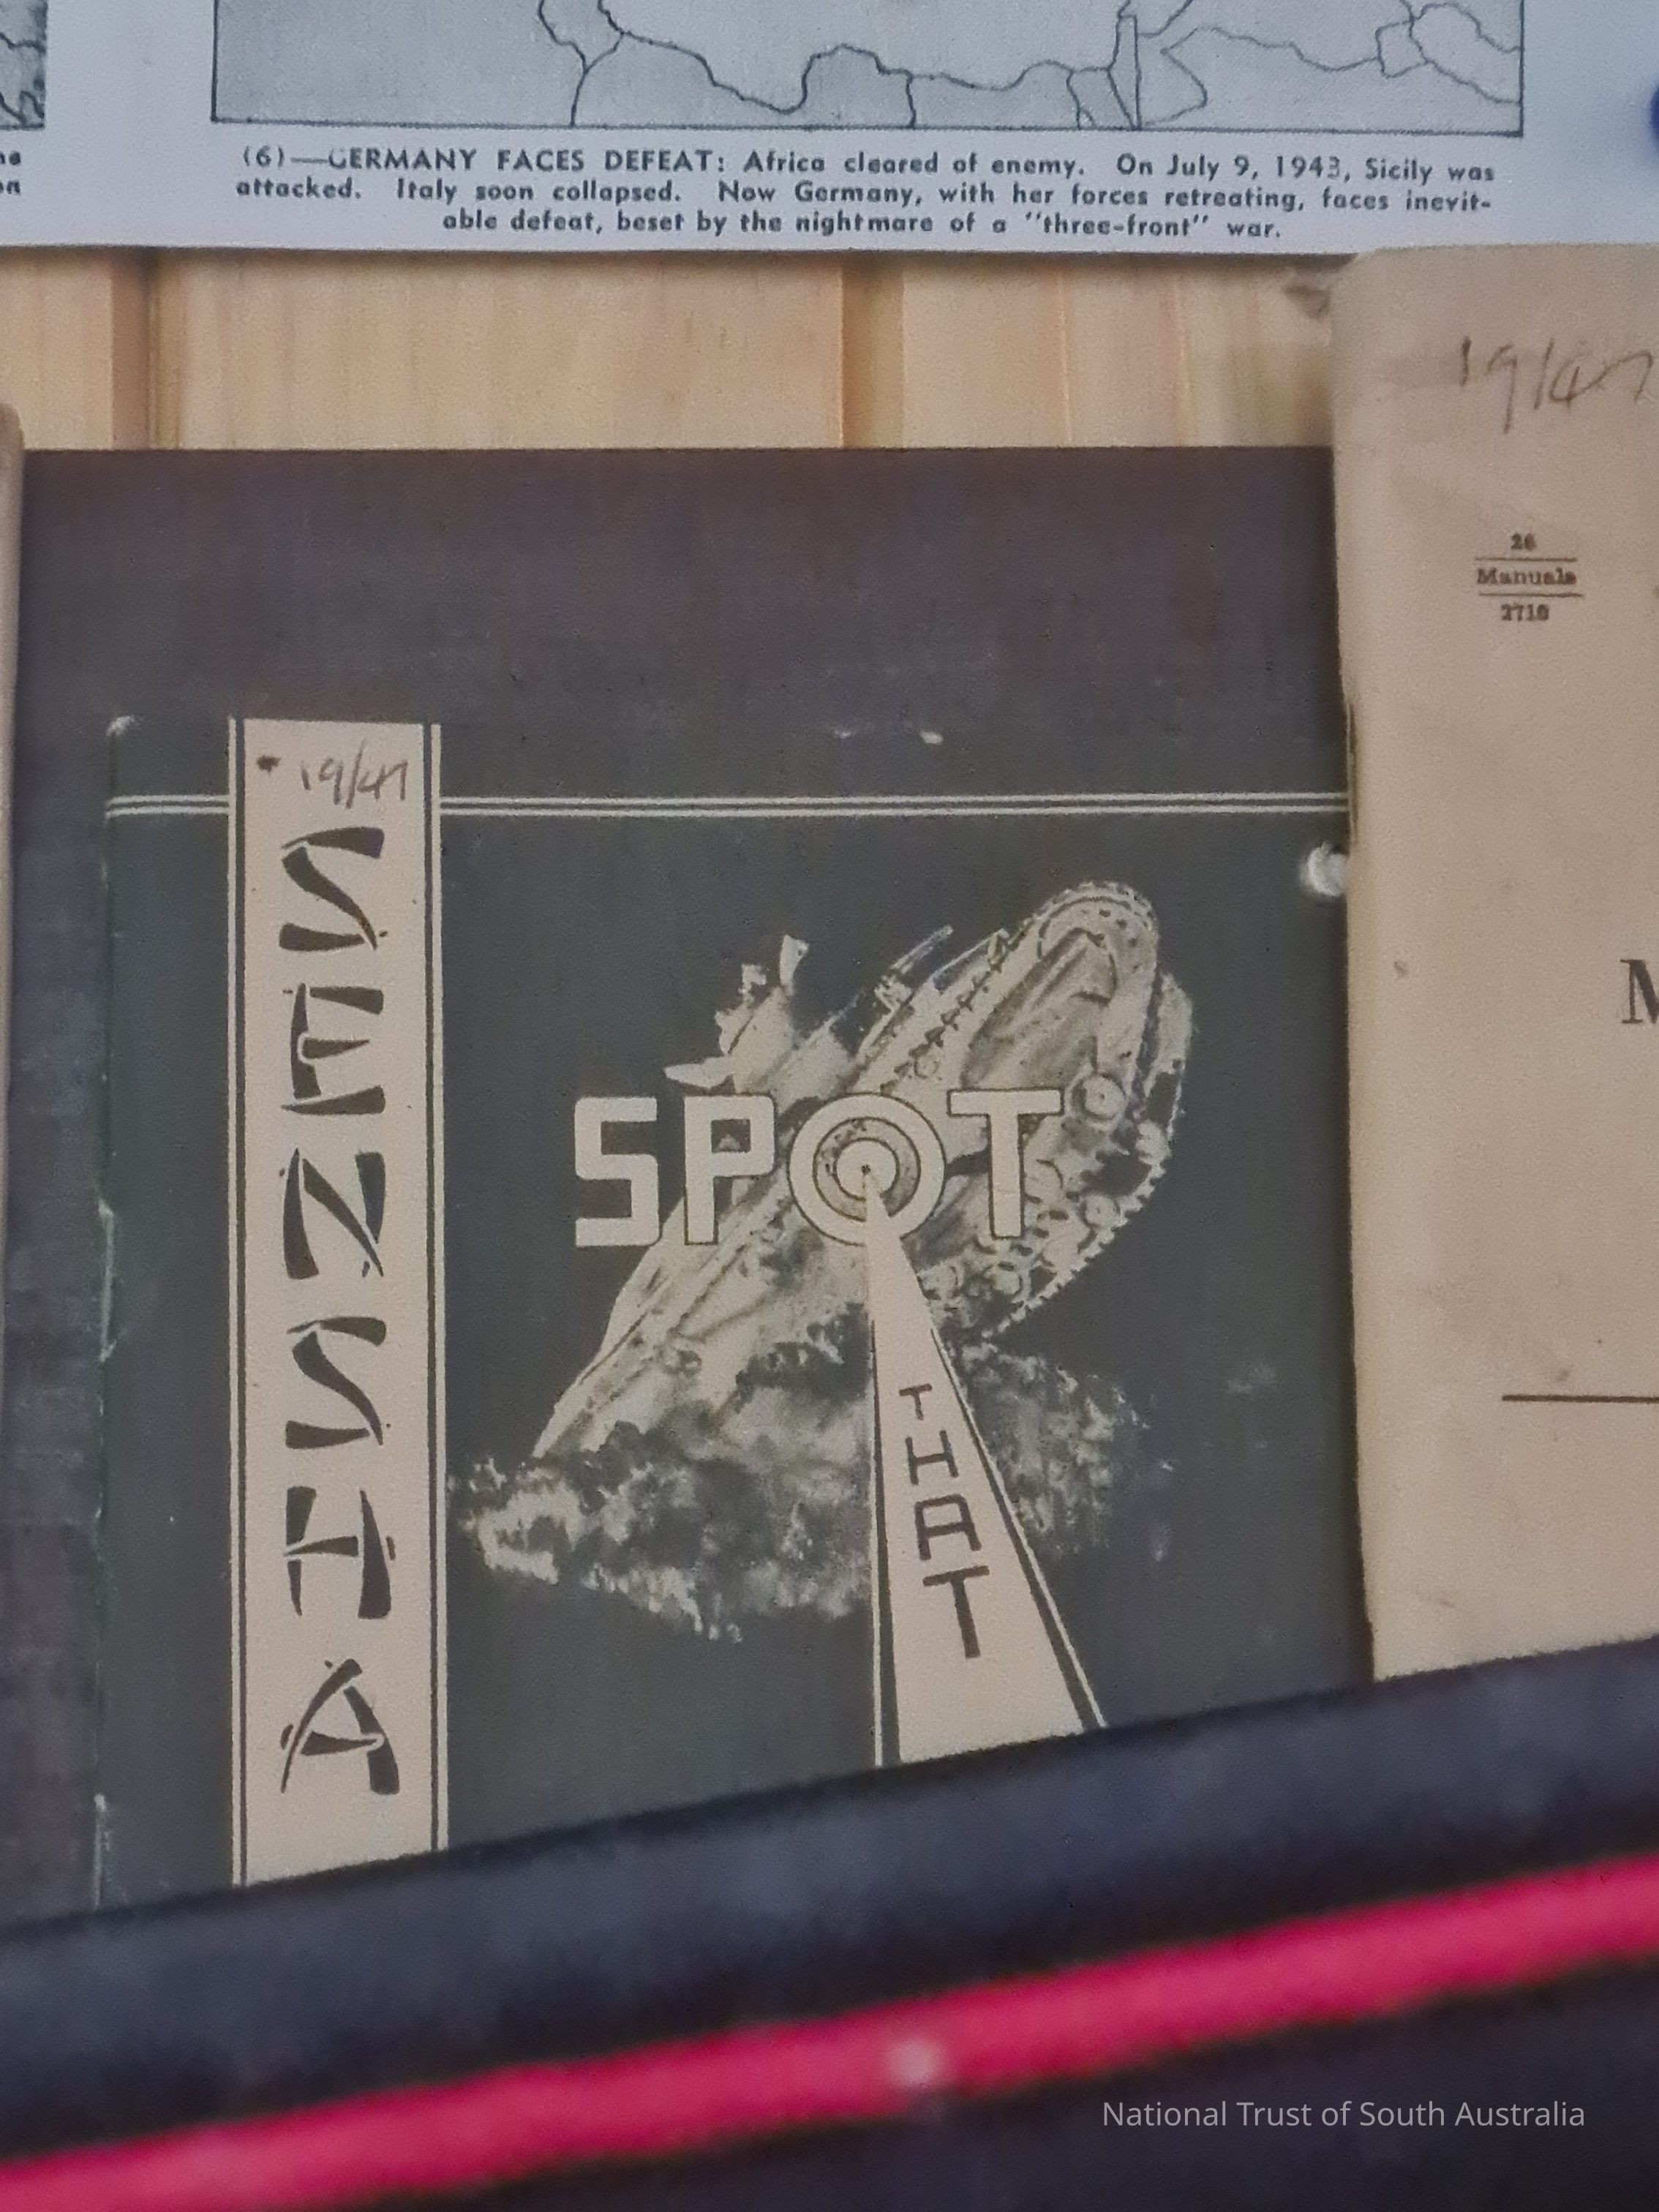 (6)—GERMANY FACES DEFEAT: Africa cleared of enemy. On July 9, 1943, Sicily was
attacked. Italy soon collapsed. Now Germany, with her forces retreating, faces inevit-
able defeat, beset by the nightmare of a "three-front" war.
19/47
26
Manuals
2710
19/47
SENSHA
SPOT
THAT
M
National Trust of South Australia